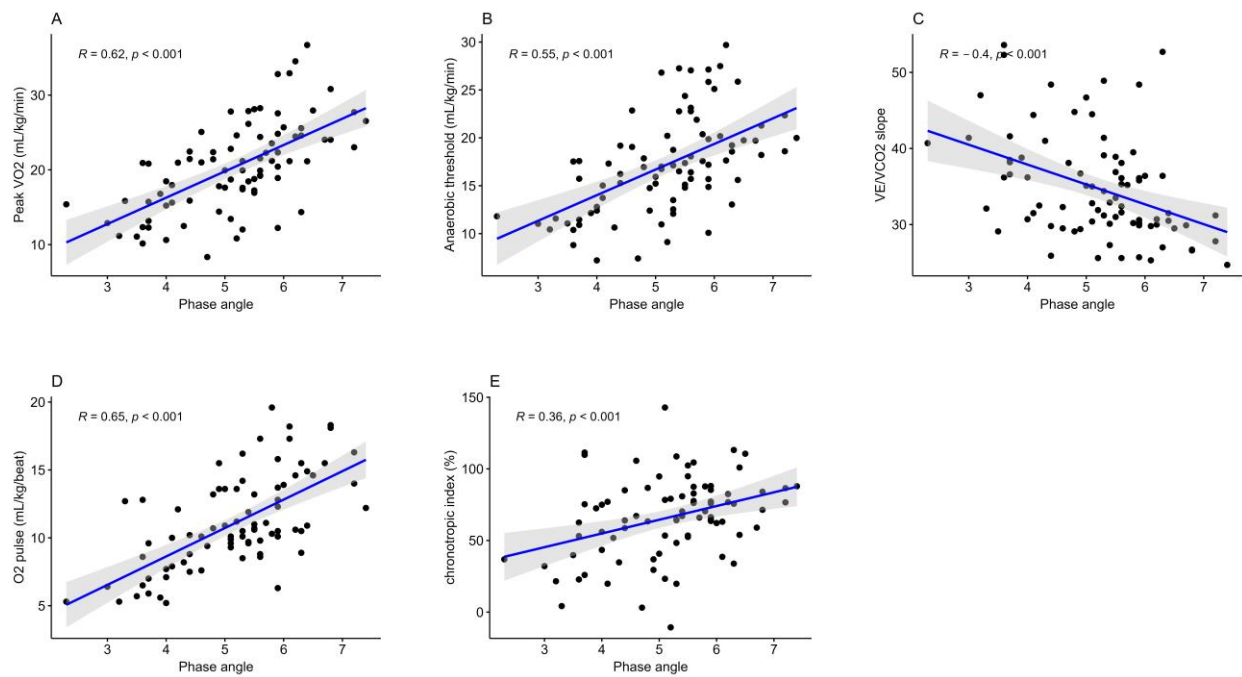 A
R = 0.62, p < 0.001
Peak VO2 (mL/kg/min)
30
20
10
3 4 5 6 7
Phase angle
B
R = 0.55, p < 0.001
Anaerobic threshold (mL/kg/min)
30
25
20
15
10
3 4 5 6 7
Phase angle
C
R = −0.4, p < 0.001
VE/VCO2 slope
50
40
30
3 4 5 6 7
Phase angle
D
R = 0.65, p < 0.001
O2 pulse (mL/kg/beat)
20
15
10
5
3 4 5 6 7
Phase angle
E
R = 0.36, p < 0.001
chronotropic index (%)
150
100
50
0
3 4 5 6 7
Phase angle